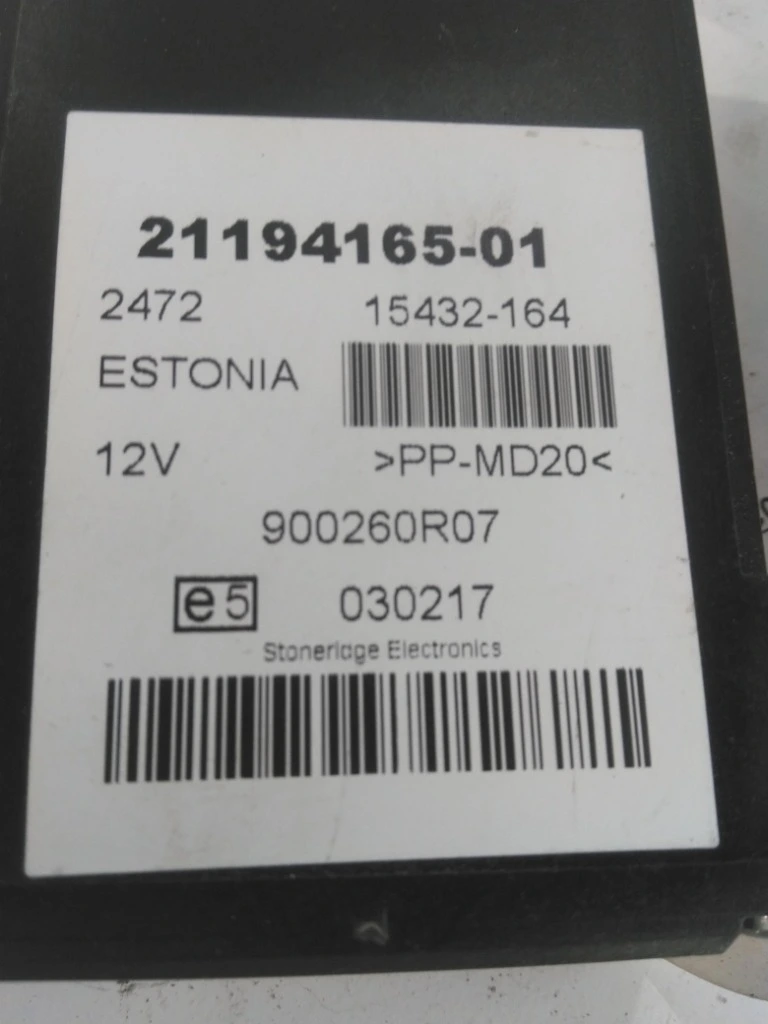 21194165-01
2472 15432-164
ESTONIA
12V >PP-MD20<
900260R07
e5 030217
Stoneridge Electronics